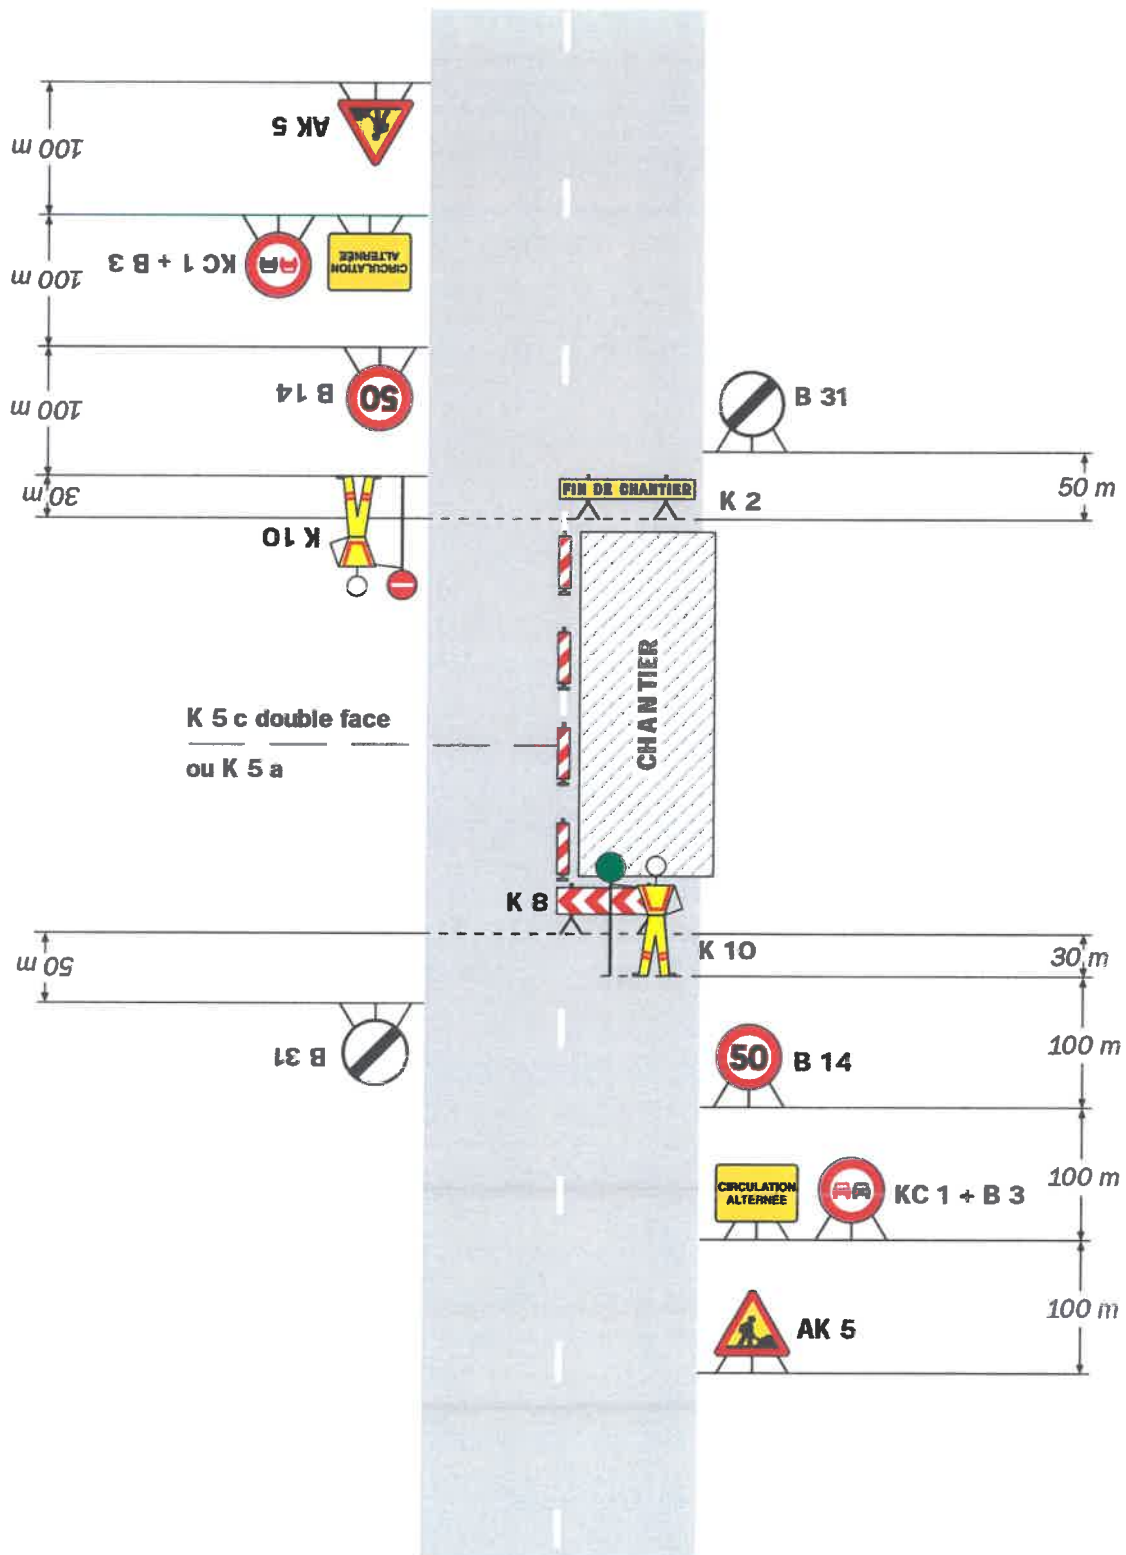 100 m
AK 5
100 m
KC 1 + B 3
CIRCULATION
ALTERNÉE
100 m
B 14
50
B 31
30 m
K 10
FIN DE CHANTIER
K 2
50 m
CHANTIER
K 5 c double face
ou K 5 a
K 8
K 10
50 m
30 m
B 31
50
B 14
100 m
CIRCULATION
ALTERNÉE
KC 1 + B 3
100 m
AK 5
100 m